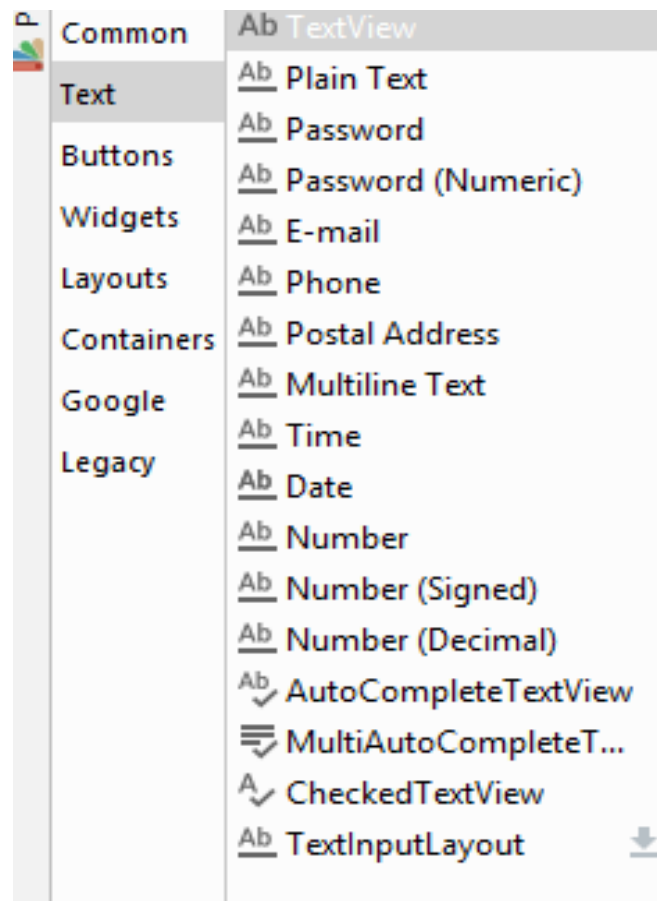 P
Common
Text
Buttons
Widgets
Layouts
Containers
Google
Legacy
Ab TextView
Ab Plain Text
Ab Password
Ab Password (Numeric)
Ab E-mail
Ab Phone
Ab Postal Address
Ab Multiline Text
Ab Time
Ab Date
Ab Number
Ab Number (Signed)
Ab Number (Decimal)
Ab AutoCompleteTextView
MultiAutoCompleteT...
A CheckedTextView
Ab TextInputLayout